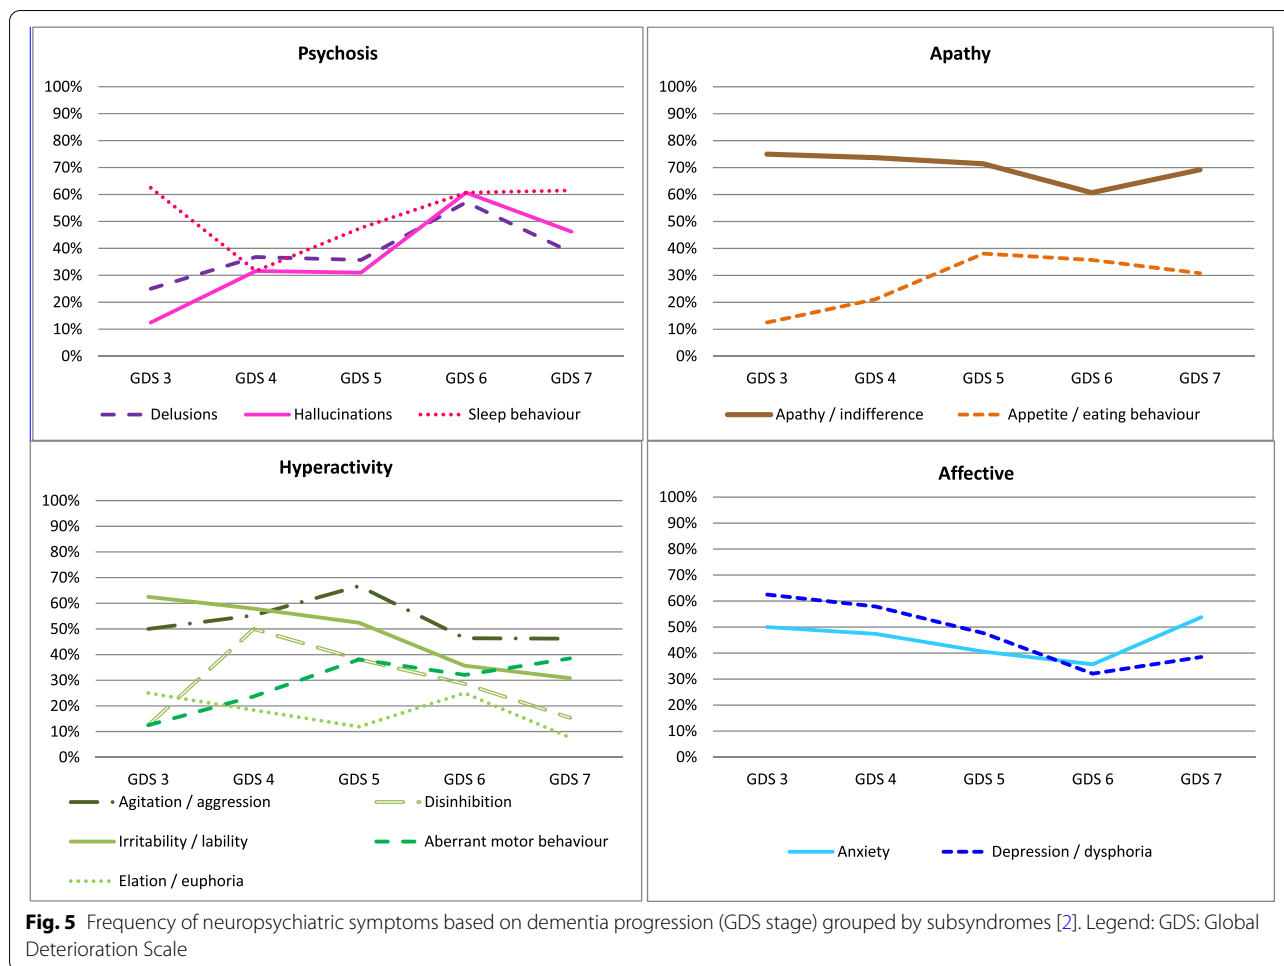 Psychosis
100%
90%
80%
70%
60%
50%
40%
30%
20%
10%
0%
GDS 3 GDS 4 GDS 5 GDS 6 GDS 7
Delusions Hallucinations Sleep behaviour
Apathy
100%
90%
80%
70%
60%
50%
40%
30%
20%
10%
0%
GDS 3 GDS 4 GDS 5 GDS 6 GDS 7
Apathy / indifference Appetite / eating behaviour
Hyperactivity
100%
90%
80%
70%
60%
50%
40%
30%
20%
10%
0%
GDS 3 GDS 4 GDS 5 GDS 6 GDS 7
Agitation / aggression Disinhibition
Irritability / lability Aberrant motor behaviour
Elation / euphoria
Affective
100%
90%
80%
70%
60%
50%
40%
30%
20%
10%
0%
GDS 3 GDS 4 GDS 5 GDS 6 GDS 7
Anxiety Depression / dysphoria
Fig. 5 Frequency of neuropsychiatric symptoms based on dementia progression (GDS stage) grouped by subsyndromes [2]. Legend: GDS: Global
Deterioration Scale